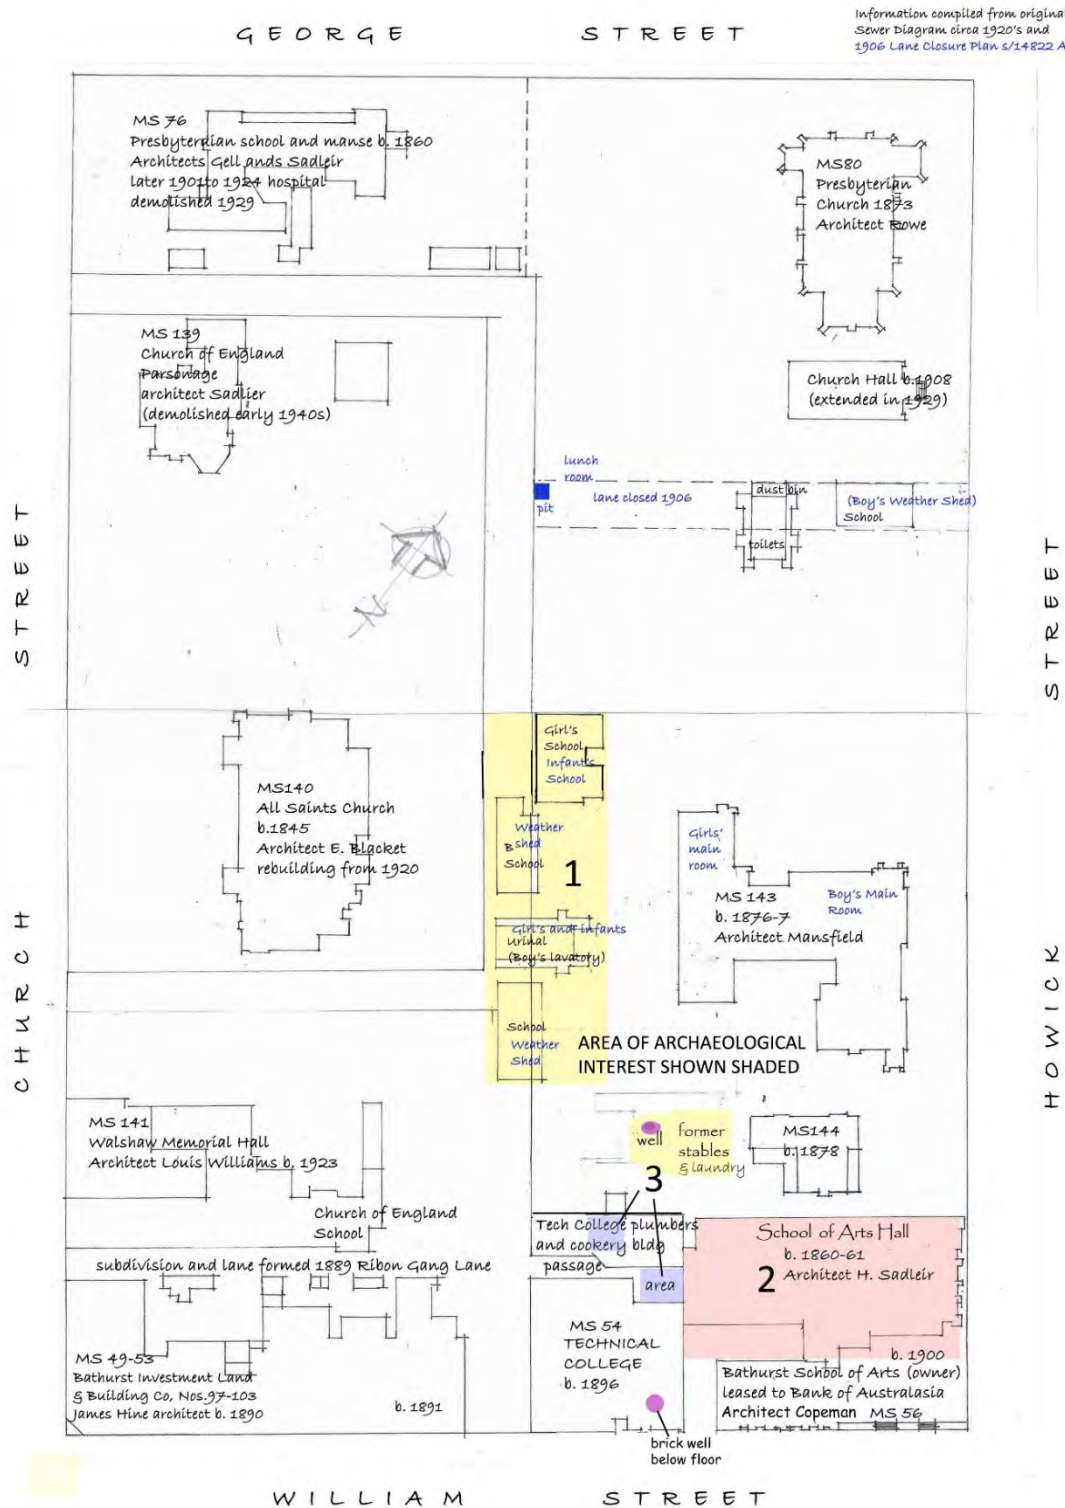 Information compiled from original
Sewer Diagram circa 1920's and
1906 Lane Closure Plan s/14822 A
GEORGE STREET
MS 76
Presbyterian school and manse b. 1860
Architects Gell ands Sadleir
later 1901to 1924 hospital
demolished 1929
MS80
Presbyterian
Church 1873
Architect Rowe
MS 139
Church of England
Parsonage
architect Sadlier
(demolished early 1940s)
Church Hall b.1908
(extended in 1929)
lunch
room
lane closed 1906
pit
dust bin
toilets
(Boy's Weather Shed)
School
N
CHURCH STREET
HOWICK STREET
MS140
All Saints Church
b.1845
Architect E. Blacket
rebuilding from 1920
Girl's
School
Infant's
School
Weather
shed
B
School
1
Girl's and infants
urinal
(Boy's lavatory)
School
Weather
Shed
Girls'
main
room
MS 143
b. 1876-7
Architect Mansfield
Boy's Main
Room
AREA OF ARCHAEOLOGICAL
INTEREST SHOWN SHADED
MS 141
Walshaw Memorial Hall
Architect Louis Williams b. 1923
Church of England
School
well
former
stables
& laundry
MS144
b. 1878
3
Tech College plumbers
and cookery bldg
passage
area
School of Arts Hall
b. 1860-61
Architect H. Sadleir
2
subdivision and lane formed 1889 Ribon Gang Lane
MS 49-53
Bathurst Investment Land
& Building Co, Nos.97-103
James Hine architect b. 1890
b. 1891
MS 54
TECHNICAL
COLLEGE
b. 1896
b. 1900
Bathurst School of Arts (owner)
leased to Bank of Australasia
Architect Copeman MS 56
brick well
below floor
WILLIAM STREET